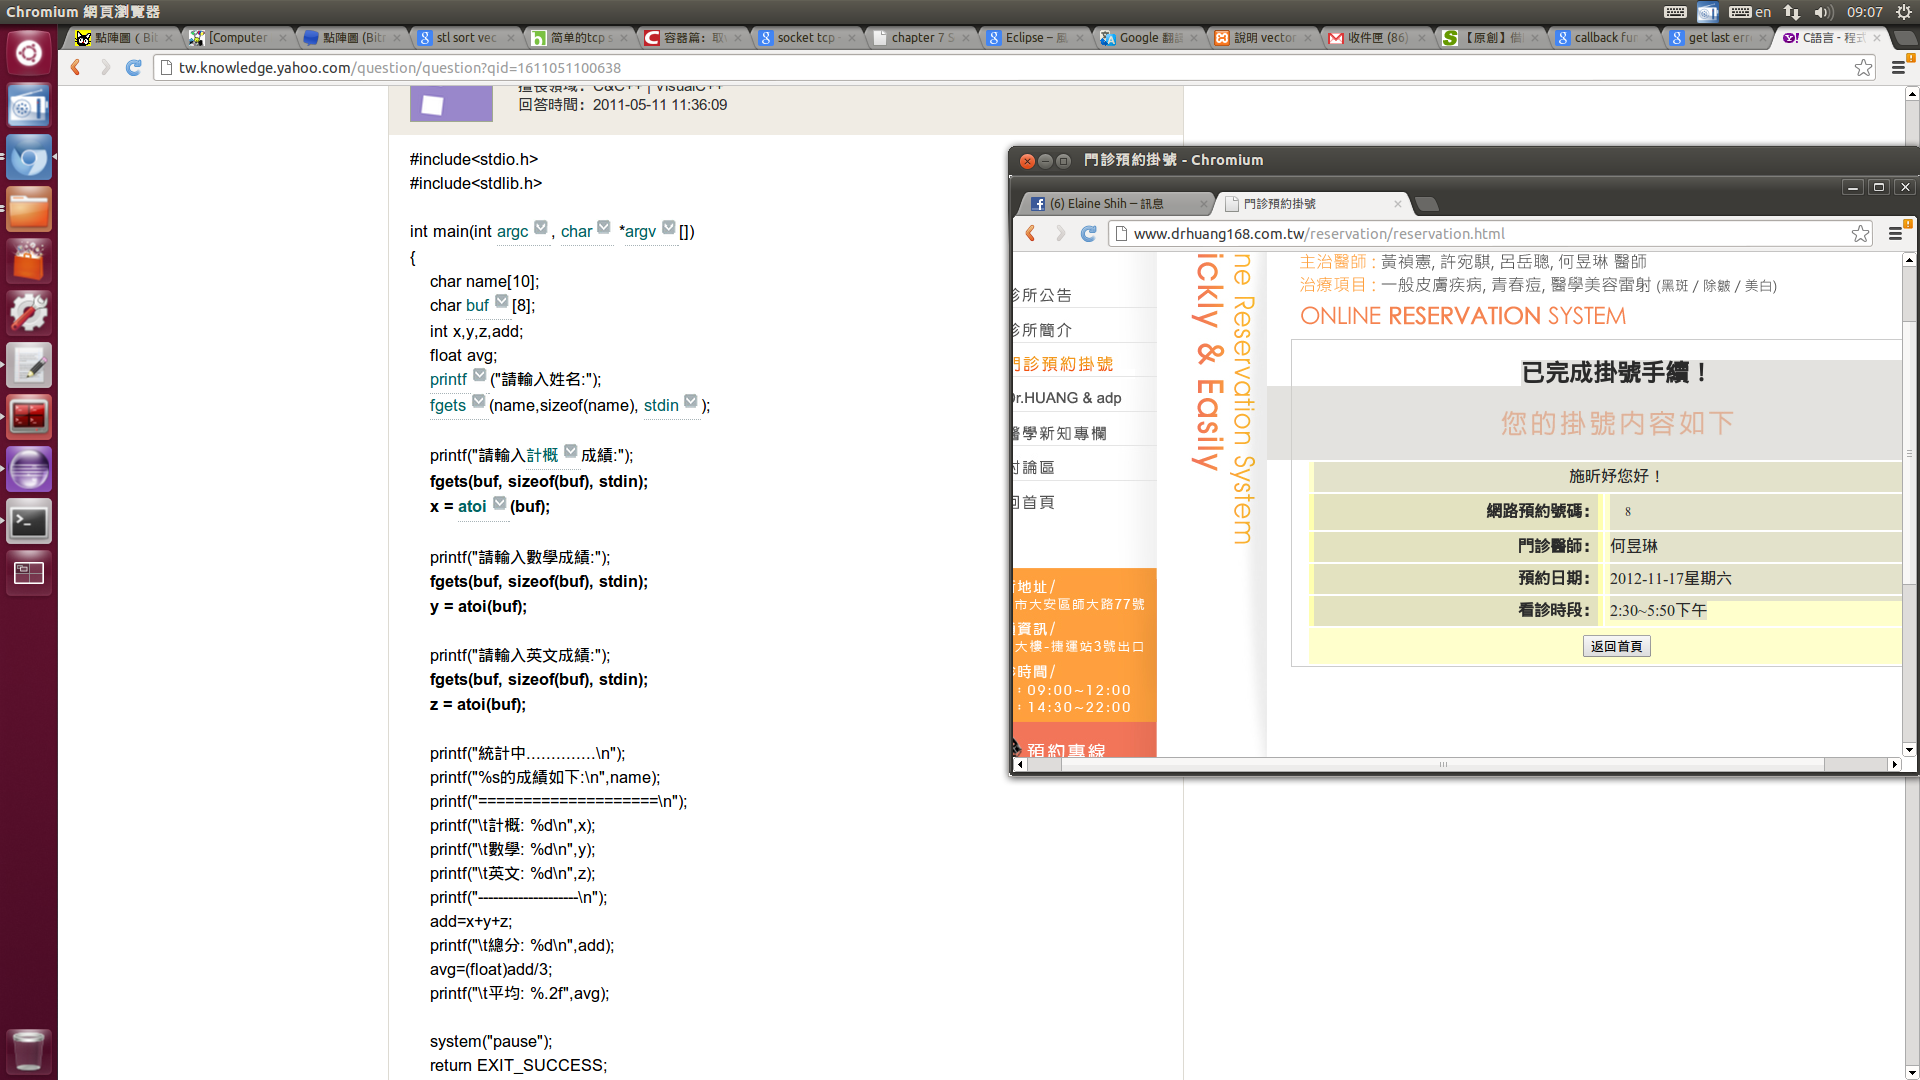 Chromium 網頁瀏覽器
en
09:07
點陣圖 ( Bit
[Computer
點陣圖(Bitr
stl sort vec
简单的tcp s
容器篇：取
socket tcp
chapter 7 S
Eclipse – 
Google 翻
說明 vector
收件匣 (86)
【原創】
callback fur
get last erro
C語言 - 程式
tw.knowledge.yahoo.com/question/question?qid=1611051100638
擅長領域：C&C++ | VisualC++
回答時間：2011-05-11 11:36:09
#include<stdio.h>
#include<stdlib.h>
int main(int argc , char *argv [])
{
char name[10];
char buf [8];
int x,y,z,add;
float avg;
printf ("請輸入姓名:");
fgets (name,sizeof(name), stdin );
printf("請輸入計概 成績:");
fgets(buf, sizeof(buf), stdin);
x = atoi (buf);
printf("請輸入數學成績:");
fgets(buf, sizeof(buf), stdin);
y = atoi(buf);
printf("請輸入英文成績:");
fgets(buf, sizeof(buf), stdin);
z = atoi(buf);
printf("統計中..............\n");
printf("%s的成績如下:\n",name);
printf("====================\n");
printf("\t計概: %d\n",x);
printf("\t數學: %d\n",y);
printf("\t英文: %d\n",z);
printf("--------------------\n");
add=x+y+z;
printf("\t總分: %d\n",add);
avg=(float)add/3;
printf("\t平均: %.2f",avg);
system("pause");
return EXIT_SUCCESS;
門診預約掛號 - Chromium
(6) Elaine Shih – 訊息
門診預約掛號
www.drhuang168.com.tw/reservation/reservation.html
診所公告
診所簡介
門診預約掛號
Dr.HUANG & adp
醫學新知專欄
討論區
回首頁
地址/
市大安區師大路77號
資訊/
大樓-捷運站3號出口
時間/
: 09:00~12:00
: 14:30~22:00
預約專線
ickly & Easily
ne Reservation System
主治醫師 : 黃禎憲, 許宛騏, 呂岳聰, 何昱琳 醫師
治療項目 : 一般皮膚疾病, 青春痘, 醫學美容雷射 (黑斑 / 除皺 / 美白)
ONLINE RESERVATION SYSTEM
已完成掛號手續！
您的掛號內容如下
施昕妤您好！
網路預約號碼： 8
門診醫師： 何昱琳
預約日期： 2012-11-17星期六
看診時段： 2:30~5:50下午
返回首頁